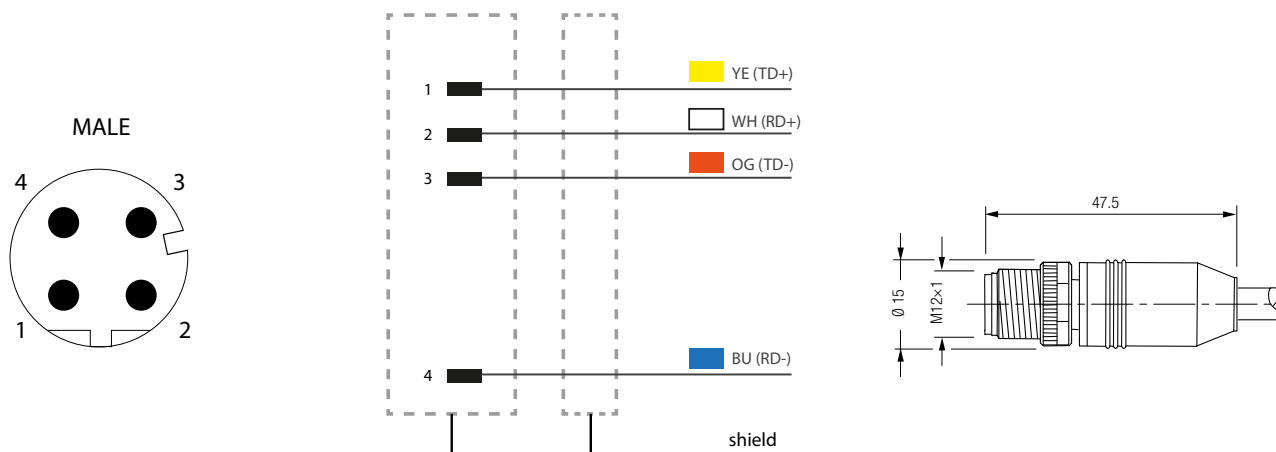 MALE
4
3
1
2
1
YE (TD+)
2
WH (RD+)
3
OG (TD-)
4
BU (RD-)
shield
47.5
Ø 15
M12×1